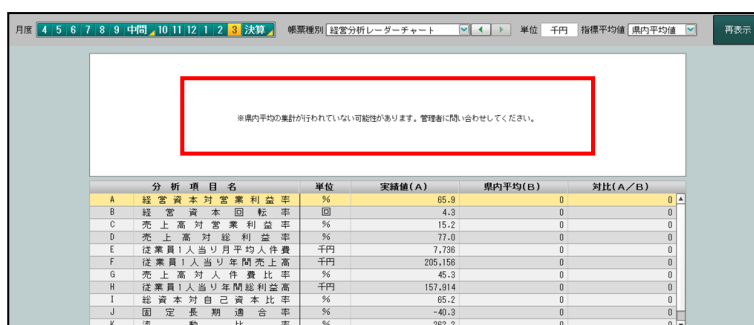 月度 4 5 6 7 8 9 中間 10 11 12 1 2 3 決算 帳票種別 経営分析レーダーチャート 単位 千円 指標平均値 県内平均値 再表示
※県内平均の集計が行われていない可能性があります。管理者に問い合わせしてください。
分析項目名 単位 実績値(A) 県内平均(B) 対比(A/B)
A 経営資本対営業利益率 % 65.9 0 0
B 経営資本回転率 回 4.3 0 0
C 売上高対営業利益率 % 15.2 0 0
D 売上高対総利益率 % 77.0 0 0
E 従業員1人当り月平均人件費 千円 7,736 0 0
F 従業員1人当り年間売上高 千円 205,156 0 0
G 売上高対人件費比率 % 45.3 0 0
H 従業員1人当り年間総利益高 千円 157,914 0 0
I 総資本対自己資本比率 % 65.2 0 0
J 固定長期適合率 % -40.3 0 0
K 流動比率 % 262.2 0 0